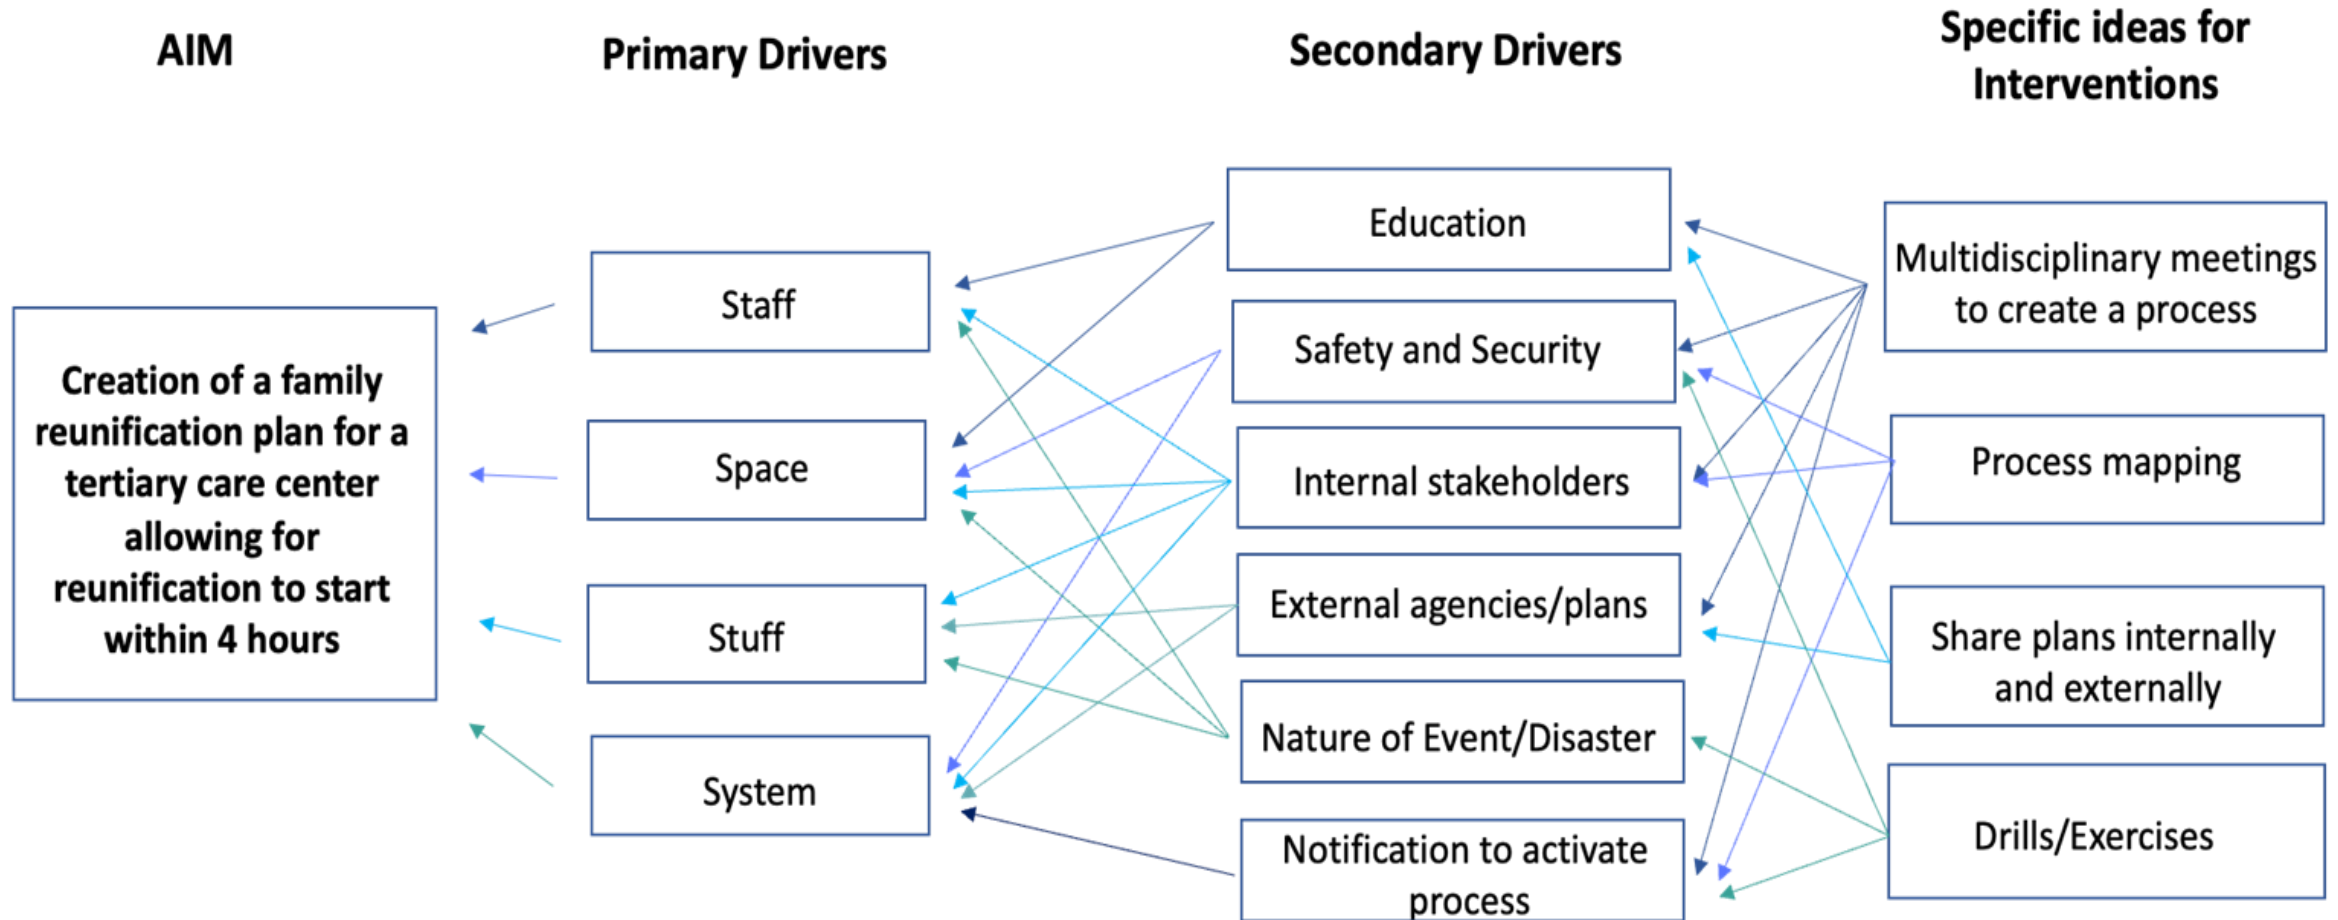 AIM
Primary Drivers
Secondary Drivers
Specific ideas for
Interventions
Creation of a family
reunification plan for a
tertiary care center
allowing for
reunification to start
within 4 hours
Staff
Space
Stuff
System
Education
Safety and Security
Internal stakeholders
External agencies/plans
Nature of Event/Disaster
Notification to activate
process
Multidisciplinary meetings
to create a process
Process mapping
Share plans internally
and externally
Drills/Exercises